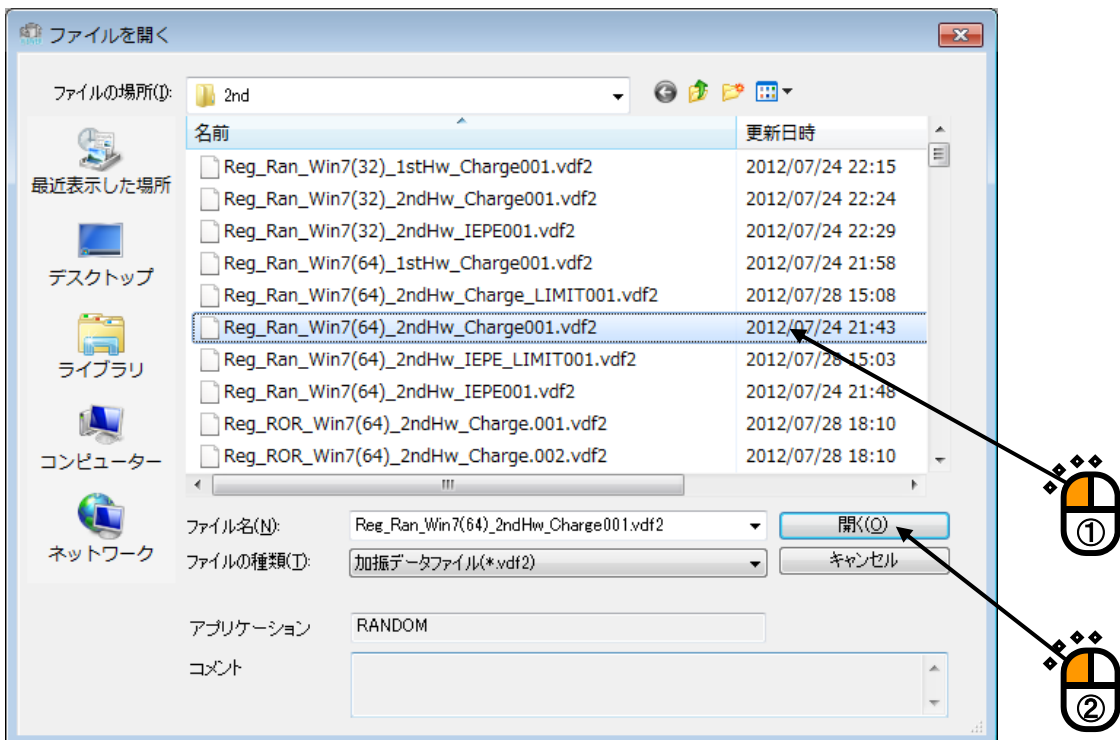 ファイルを開く
ファイルの場所(I):
2nd
名前 更新日時
Reg_Ran_Win7(32)_1stHw_Charge001.vdf2 2012/07/24 22:15
Reg_Ran_Win7(32)_2ndHw_Charge001.vdf2 2012/07/24 22:24
Reg_Ran_Win7(32)_2ndHw_IEPE001.vdf2 2012/07/24 22:29
Reg_Ran_Win7(64)_1stHw_Charge001.vdf2 2012/07/24 21:58
Reg_Ran_Win7(64)_2ndHw_Charge_LIMIT001.vdf2 2012/07/28 15:08
Reg_Ran_Win7(64)_2ndHw_Charge001.vdf2 2012/07/24 21:43
Reg_Ran_Win7(64)_2ndHw_IEPE_LIMIT001.vdf2 2012/07/28 15:03
Reg_Ran_Win7(64)_2ndHw_IEPE001.vdf2 2012/07/24 21:48
Reg_ROR_Win7(64)_2ndHw_Charge.001.vdf2 2012/07/28 18:10
Reg_ROR_Win7(64)_2ndHw_Charge.002.vdf2 2012/07/28 18:10
最近表示した場所
デスクトップ
ライブラリ
コンピューター
ネットワーク
ファイル名(N): Reg_Ran_Win7(64)_2ndHw_Charge001.vdf2 開く(O)
ファイルの種類(T): 加振データファイル(*.vdf2) キャンセル
アプリケーション RANDOM
コメント
①
②